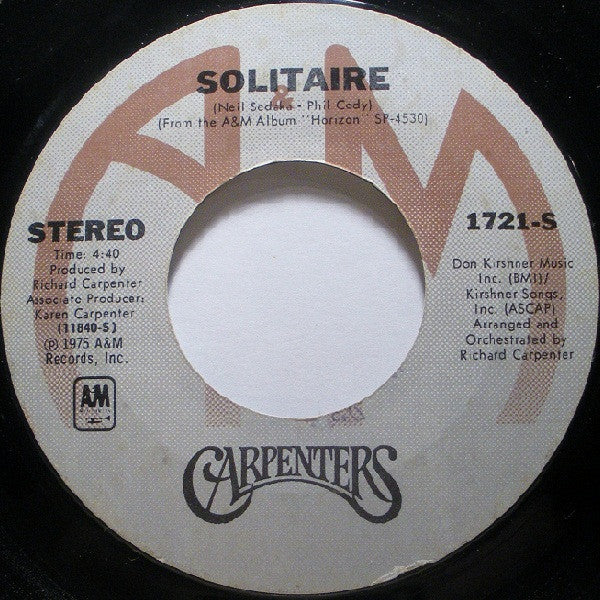 SOLITAIRE
(Neil Sedaka - Phil Cody)
(From the A&M Album "Horizon" SP-4530)
STEREO
Time: 4:40
Produced by
Richard Carpenter
Associate Producer:
Karen Carpenter
(11840-S)
℗ 1975 A&M
Records, Inc.
1721-S
Don Kirshner Music
Inc. (BMI)/
Kirshner Songs,
Inc. (ASCAP)
Arranged and
Orchestrated by
Richard Carpenter
A&M
AM
CARPENTERS